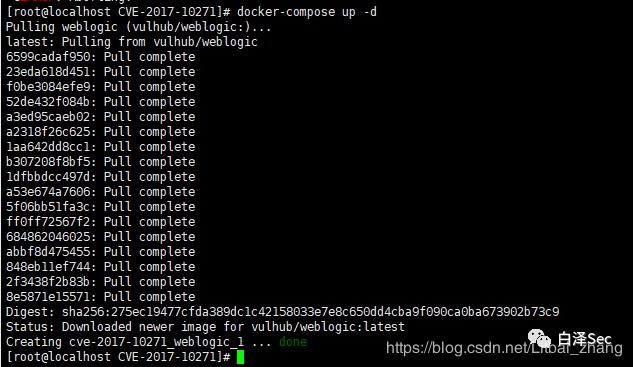 [root@localhost CVE-2017-10271]# docker-compose up -d
Pulling weblogic (vulhub/weblogic:)...
latest: Pulling from vulhub/weblogic
6599cadaf950: Pull complete
23eda618d451: Pull complete
f0be3084efe9: Pull complete
52de432f084b: Pull complete
a3ed95caeb02: Pull complete
a2318f26c625: Pull complete
1aa642dd8cc1: Pull complete
b307208f8bf5: Pull complete
1dfbbdcc497d: Pull complete
a53e674a7606: Pull complete
5f06bb51fa3c: Pull complete
ff0ff72567f2: Pull complete
684862046025: Pull complete
abbf8d475455: Pull complete
848eb11ef744: Pull complete
2f3438f2b83b: Pull complete
8e5871e15571: Pull complete
Digest: sha256:275ec19477cfda389dc1c42158033e7e8c650dd4cba9f090ca0ba673902b73c9
Status: Downloaded newer image for vulhub/weblogic:latest
Creating cve-2017-10271_weblogic_1 ... done
[root@localhost CVE-2017-10271]#
白泽Sec
https://blog.csdn.net/Litbai_zhang